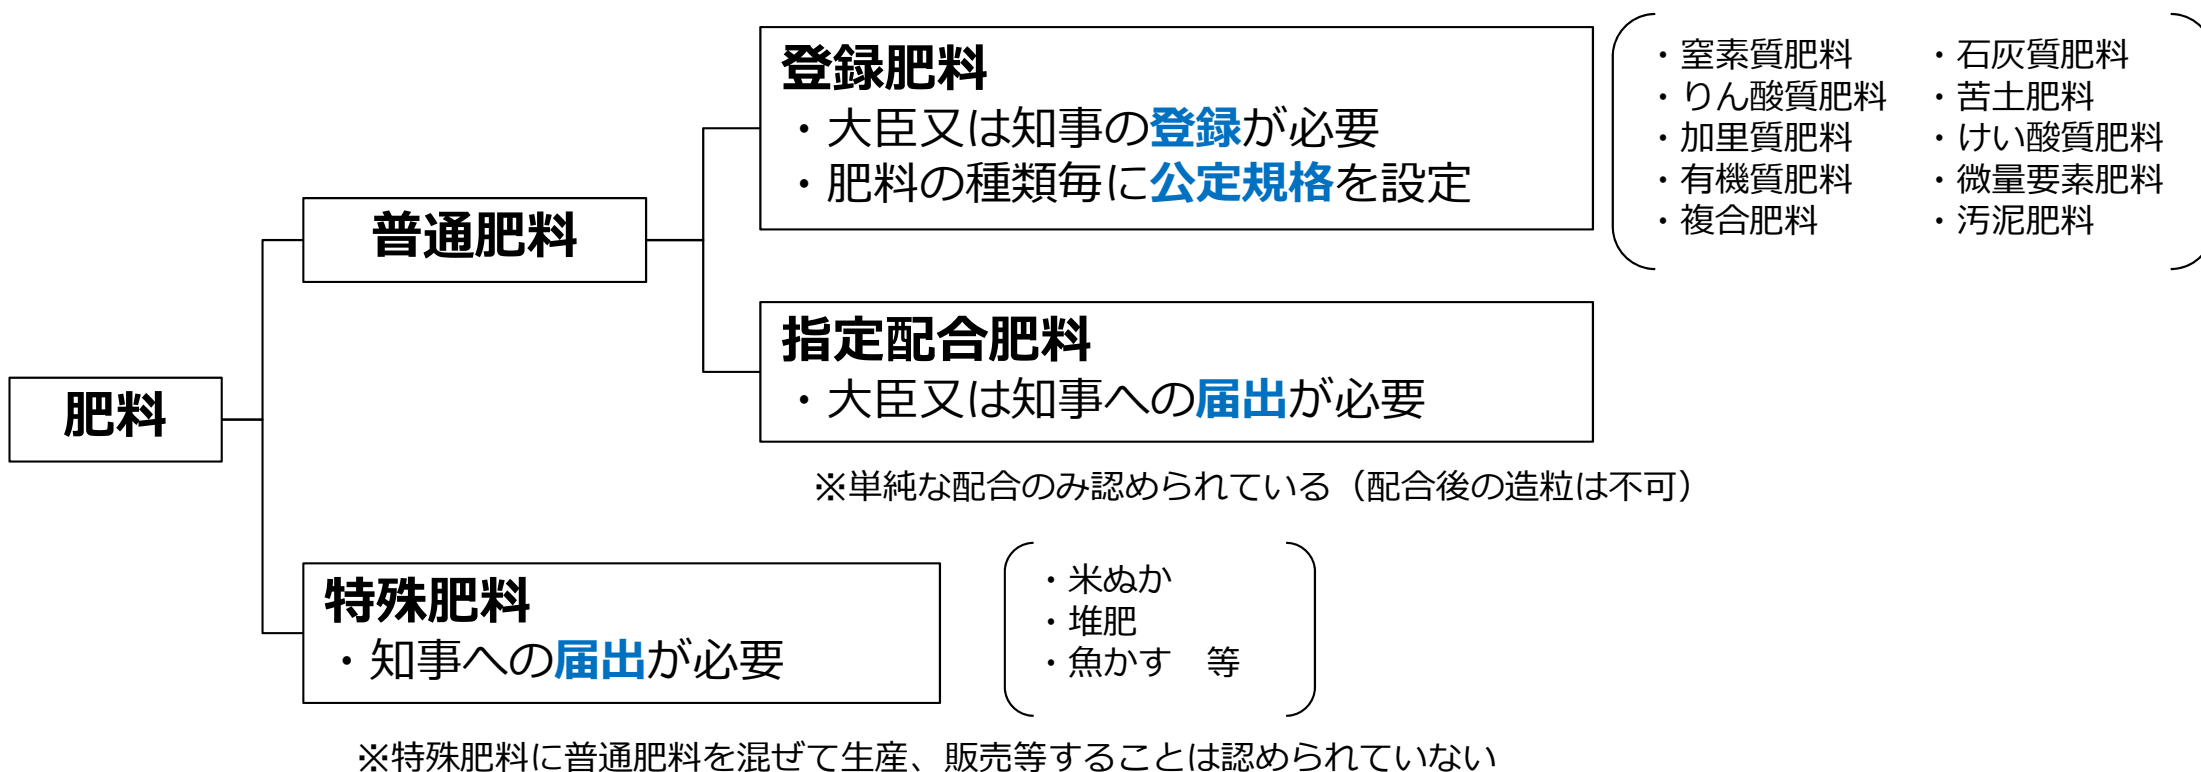 登録肥料
・大臣又は知事の登録が必要
・肥料の種類毎に公定規格を設定
・窒素質肥料　・石灰質肥料
・りん酸質肥料　・苦土肥料
・加里質肥料　・けい酸質肥料
・有機質肥料　・微量要素肥料
・複合肥料　・汚泥肥料
普通肥料
指定配合肥料
・大臣又は知事への届出が必要
肥料
※単純な配合のみ認められている（配合後の造粒は不可）
特殊肥料
・知事への届出が必要
・米ぬか
・堆肥
・魚かす　等
※特殊肥料に普通肥料を混ぜて生産、販売等することは認められていない